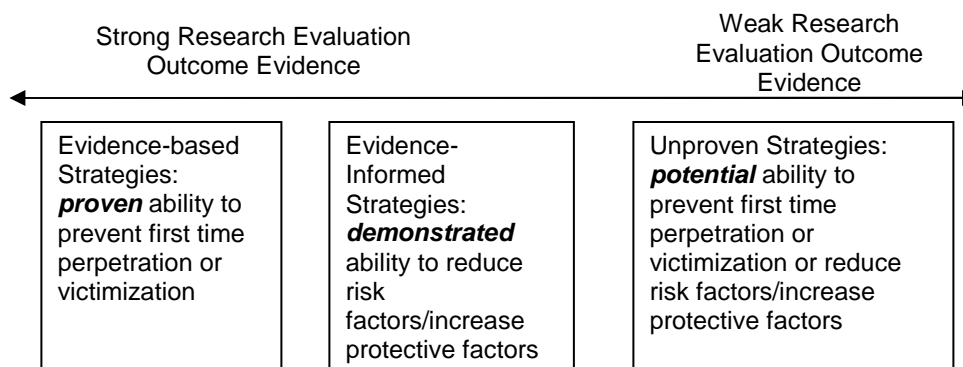 Strong Research Evaluation
Outcome Evidence
Weak Research
Evaluation Outcome
Evidence
Evidence-based
Strategies:
proven ability to
prevent first time
perpetration or
victimization
Evidence-
Informed
Strategies:
demonstrated
ability to reduce
risk
factors/increase
protective factors
Unproven Strategies:
potential ability to
prevent first time
perpetration or
victimization or reduce
risk factors/increase
protective factors